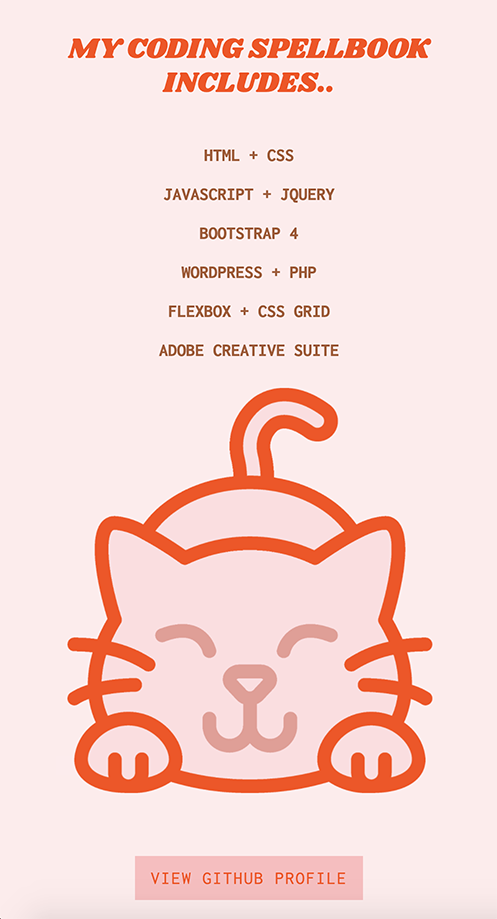 MY CODING SPELLBOOK
INCLUDES..
HTML + CSS
JAVASCRIPT + JQUERY
BOOTSTRAP 4
WORDPRESS + PHP
FLEXBOX + CSS GRID
ADOBE CREATIVE SUITE
VIEW GITHUB PROFILE